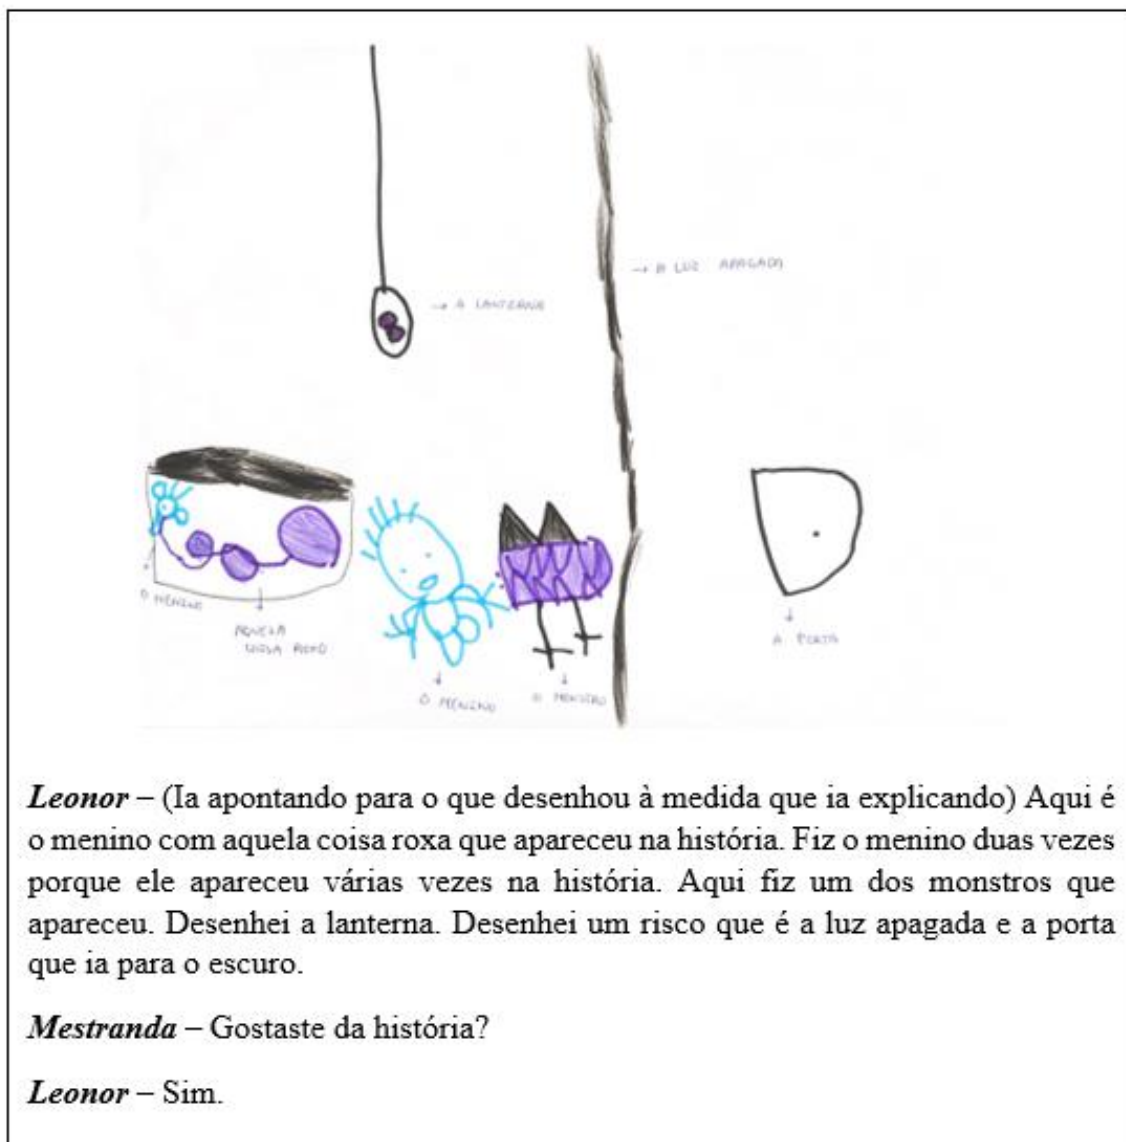 → A LUZ APAGADA
→ A LANTERNA
O MENINO
AQUELA
COISA ROXO
O MENINO
O MONSTRO
A PORTA
Leonor – (Ia apontando para o que desenhou à medida que ia explicando) Aqui é
o menino com aquela coisa roxa que apareceu na história. Fiz o menino duas vezes
porque ele apareceu várias vezes na história. Aqui fiz um dos monstros que
apareceu. Desenhei a lanterna. Desenhei um risco que é a luz apagada e a porta
que ia para o escuro.
Mestranda – Gostaste da história?
Leonor – Sim.